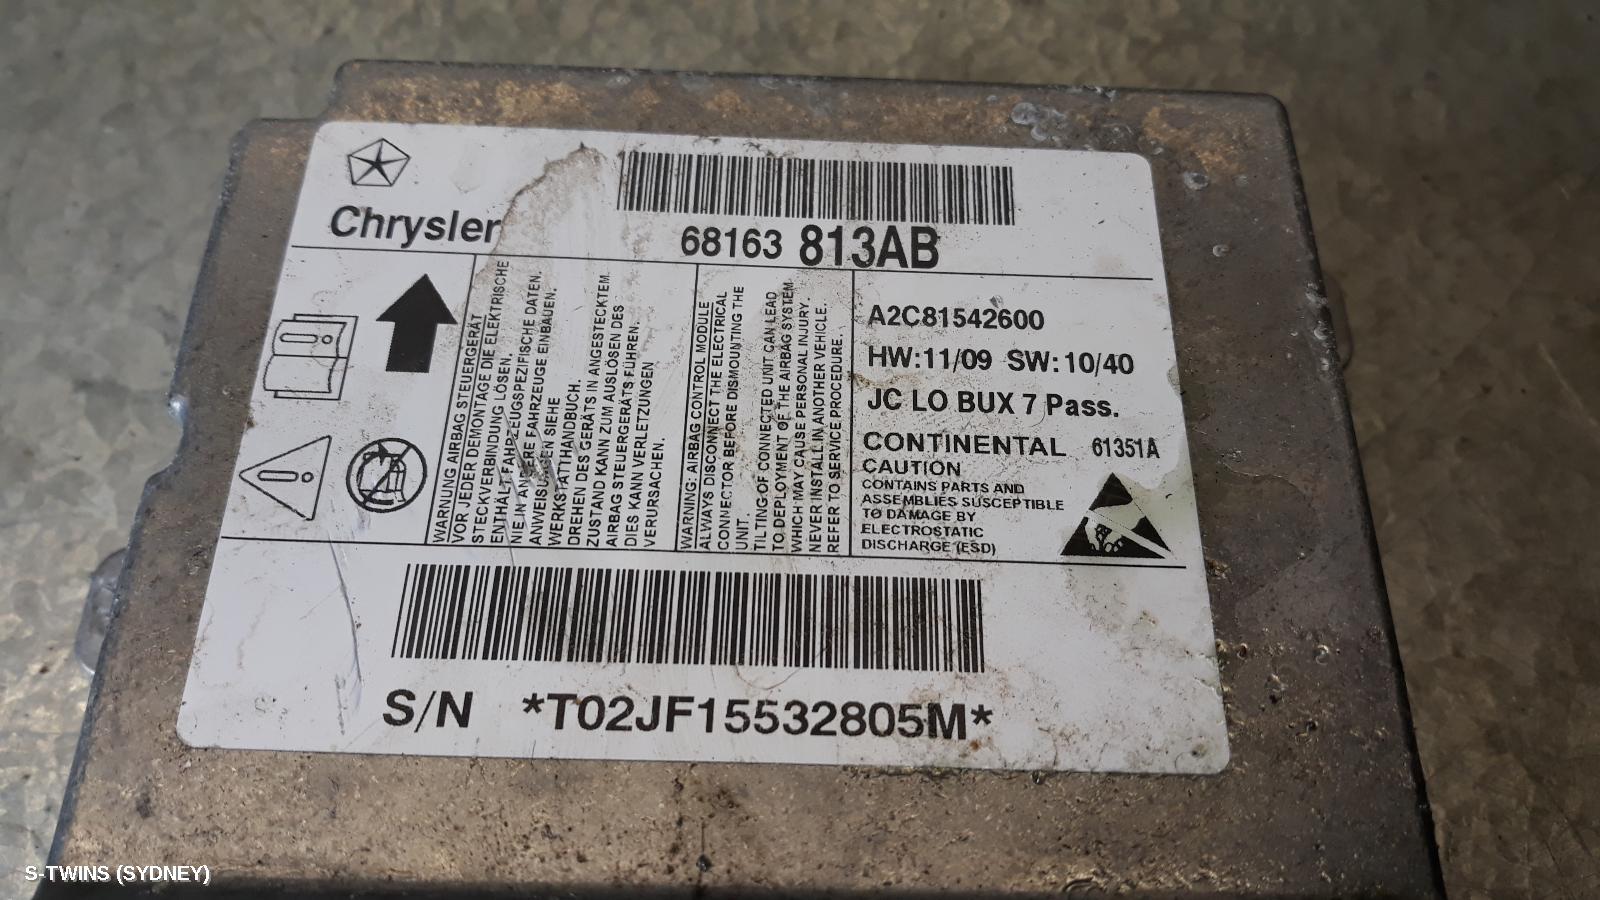 Chrysler
68163 813AB
WARNUNG AIRBAG STEUERGERÄT
VOR JEDER DEMONTAGE DIE ELEKTRISCHE
STECKVERBINDUNG LÖSEN.
ENTHÄLT FAHRZEUGSPEZIFISCHE DATEN.
NIE IN ANDERE FAHRZEUGE EINBAUEN.
ANWEISUNGEN SIEHE
WERKSTATTHANDBUCH.
DREHEN DES GERÄTS IN ANGESTECKTEM
ZUSTAND KANN ZUM AUSLÖSEN DES
AIRBAG STEUERGERÄTS FÜHREN.
DIES KANN VERLETZUNGEN
VERURSACHEN.
WARNING: AIRBAG CONTROL MODULE
ALWAYS DISCONNECT THE ELECTRICAL
CONNECTOR BEFORE DISMOUNTING THE
UNIT.
TILTING OF CONNECTED UNIT CAN LEAD
TO DEPLOYMENT OF THE AIRBAG SYSTEM
WHICH MAY CAUSE PERSONAL INJURY.
NEVER INSTALL IN ANOTHER VEHICLE.
REFER TO SERVICE PROCEDURE.
A2C81542600
HW:11/09 SW:10/40
JC LO BUX 7 Pass.
CONTINENTAL 61351A
CAUTION
CONTAINS PARTS AND
ASSEMBLIES SUSCEPTIBLE
TO DAMAGE BY
ELECTROSTATIC
DISCHARGE (ESD)
S/N *T02JF15532805M*
S-TWINS (SYDNEY)